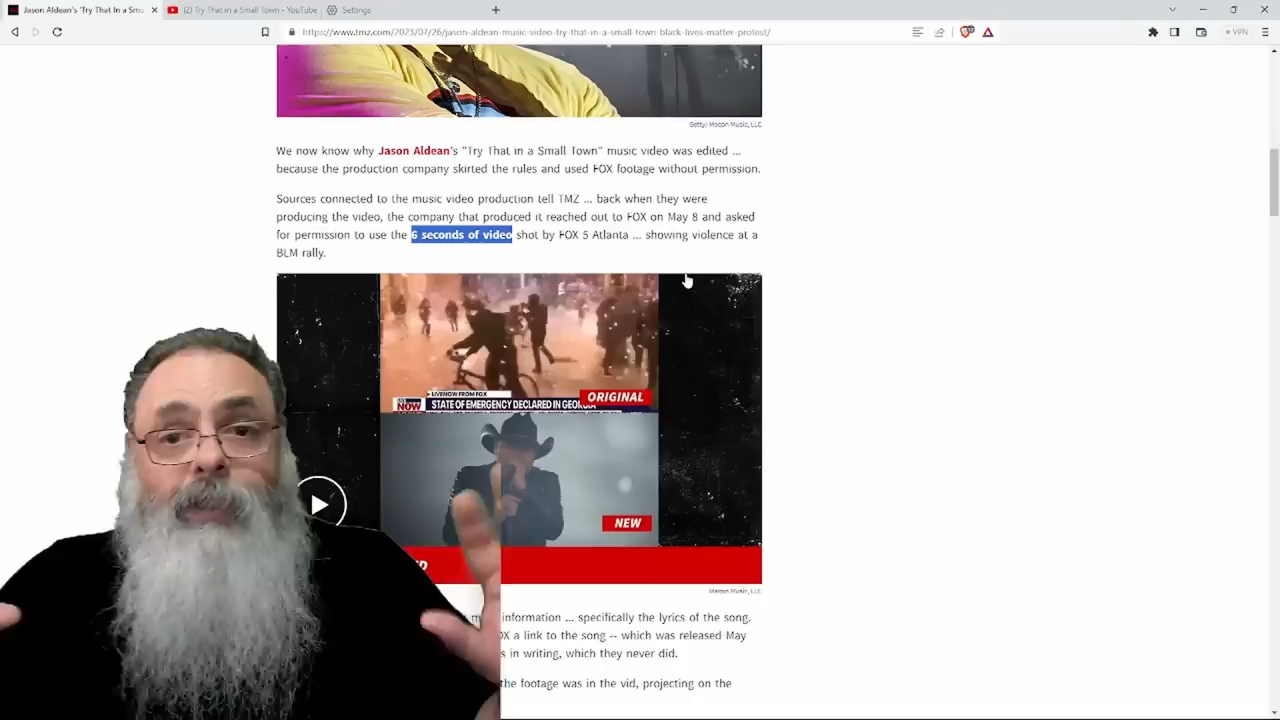 Jason Aldean's 'Try That In a Sma
(2) Try That in a Small Town - YouTube
Settings
https://www.tmz.com/2023/07/26/jason-aldean-music-video-try-that-in-a-small-town-black-lives-matter-protest/
VPN
Getty/ Macon Music, LLC
We now know why Jason Aldean's "Try That in a Small Town" music video was edited ...
because the production company skirted the rules and used FOX footage without permission.
Sources connected to the music video production tell TMZ ... back when they were
producing the video, the company that produced it reached out to FOX on May 8 and asked
for permission to use the 6 seconds of video shot by FOX 5 Atlanta ... showing violence at a
BLM rally.
LIVENOW FROM FOX
NOW STATE OF EMERGENCY DECLARED IN GEORGIA
ORIGINAL
NEW
Macon Music, LLC
information ... specifically the lyrics of the song.
a link to the song -- which was released May
in writing, which they never did.
the footage was in the vid, projecting on the